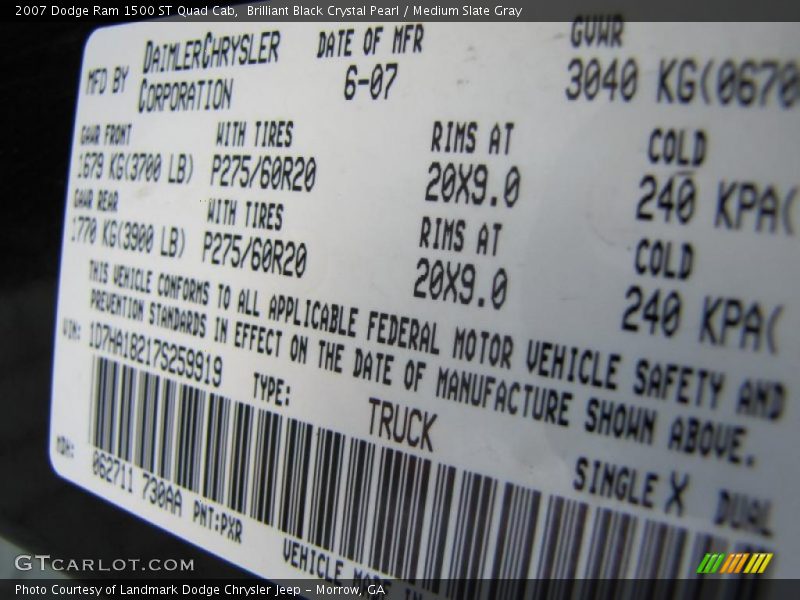 2007 Dodge Ram 1500 ST Quad Cab, Brilliant Black Crystal Pearl / Medium Slate Gray
MFD BY DAIMLERCHRYSLER CORPORATION
DATE OF MFR
6-07
GVWR
3040 KG(0670
GAWR FRONT WITH TIRES RIMS AT COLD
1679 KG(3700 LB) P275/60R20 20X9.0 240 KPA(
GAWR REAR WITH TIRES RIMS AT COLD
1770 KG(3900 LB) P275/60R20 20X9.0 240 KPA(
THIS VEHICLE CONFORMS TO ALL APPLICABLE FEDERAL MOTOR VEHICLE SAFETY AND
PREVENTION STANDARDS IN EFFECT ON THE DATE OF MANUFACTURE SHOWN ABOVE.
VIN: 1D7HA18217S259919 TYPE: TRUCK SINGLE X DUAL
MDH: 062711 730AA PNT:PXR
VEHICLE MADE IN
GTCARLOT.COM
Photo Courtesy of Landmark Dodge Chrysler Jeep - Morrow, GA